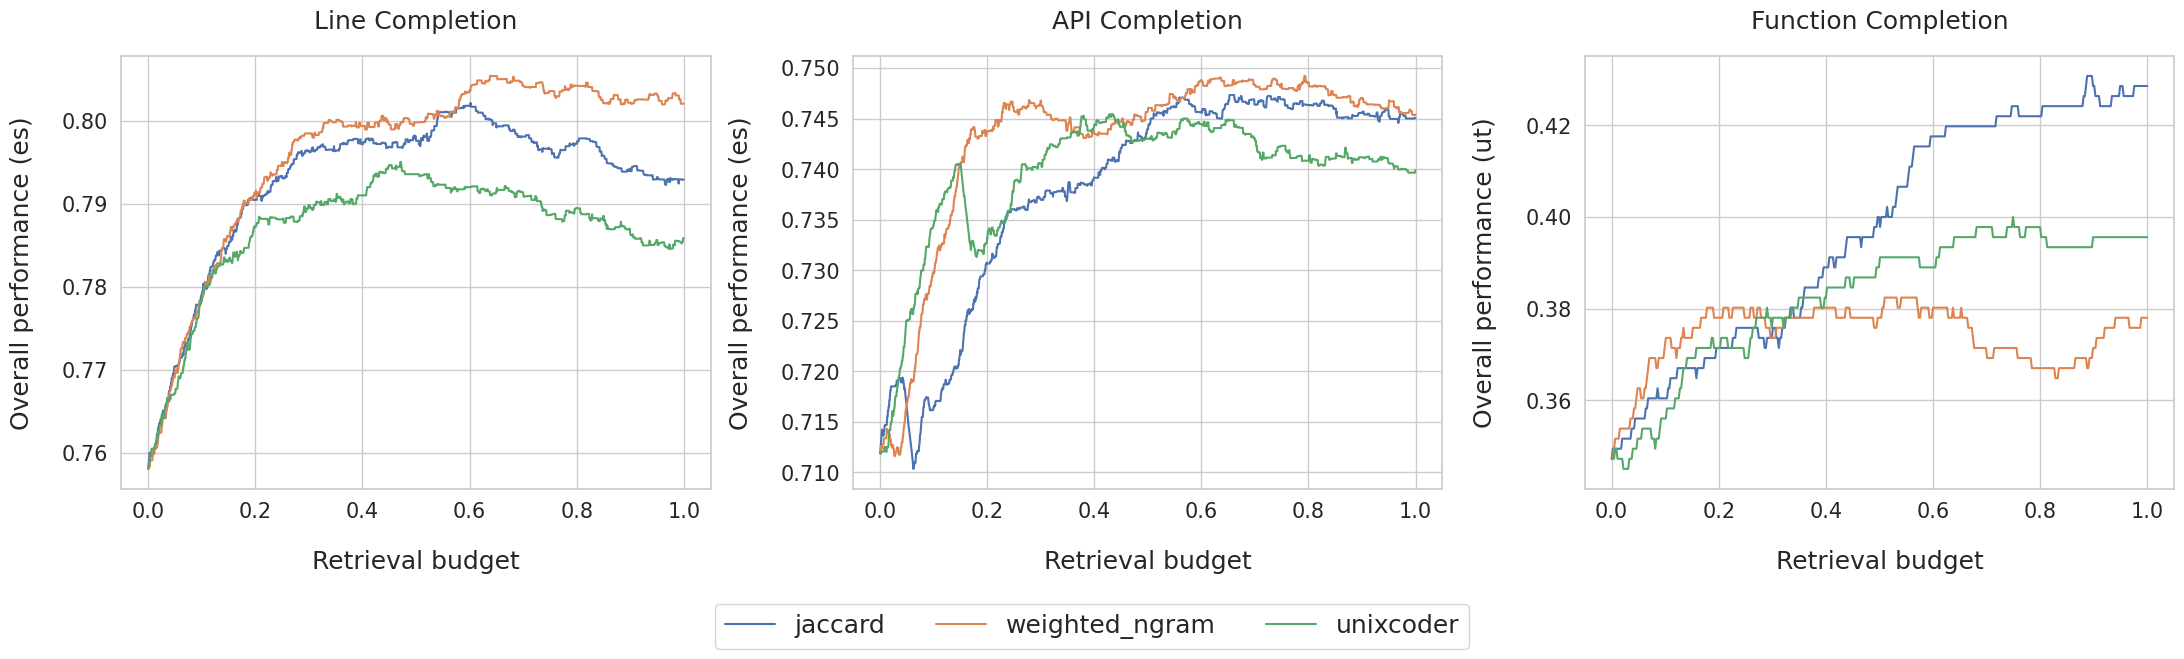 Line Completion
Overall performance (es)
0.80
0.79
0.78
0.77
0.76
0.0 0.2 0.4 0.6 0.8 1.0
Retrieval budget
API Completion
Overall performance (es)
0.750
0.745
0.740
0.735
0.730
0.725
0.720
0.715
0.710
0.0 0.2 0.4 0.6 0.8 1.0
Retrieval budget
Function Completion
Overall performance (ut)
0.42
0.40
0.38
0.36
0.0 0.2 0.4 0.6 0.8 1.0
Retrieval budget
jaccard weighted_ngram unixcoder